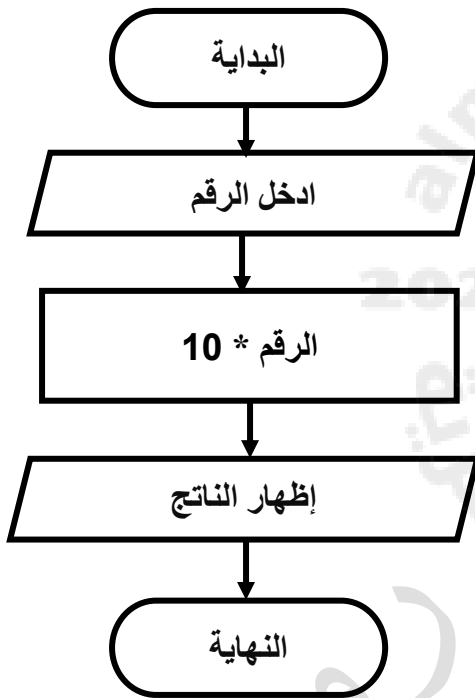 البداية
ادخل الرقم
الرقم * 10
إظهار الناتج
النهاية